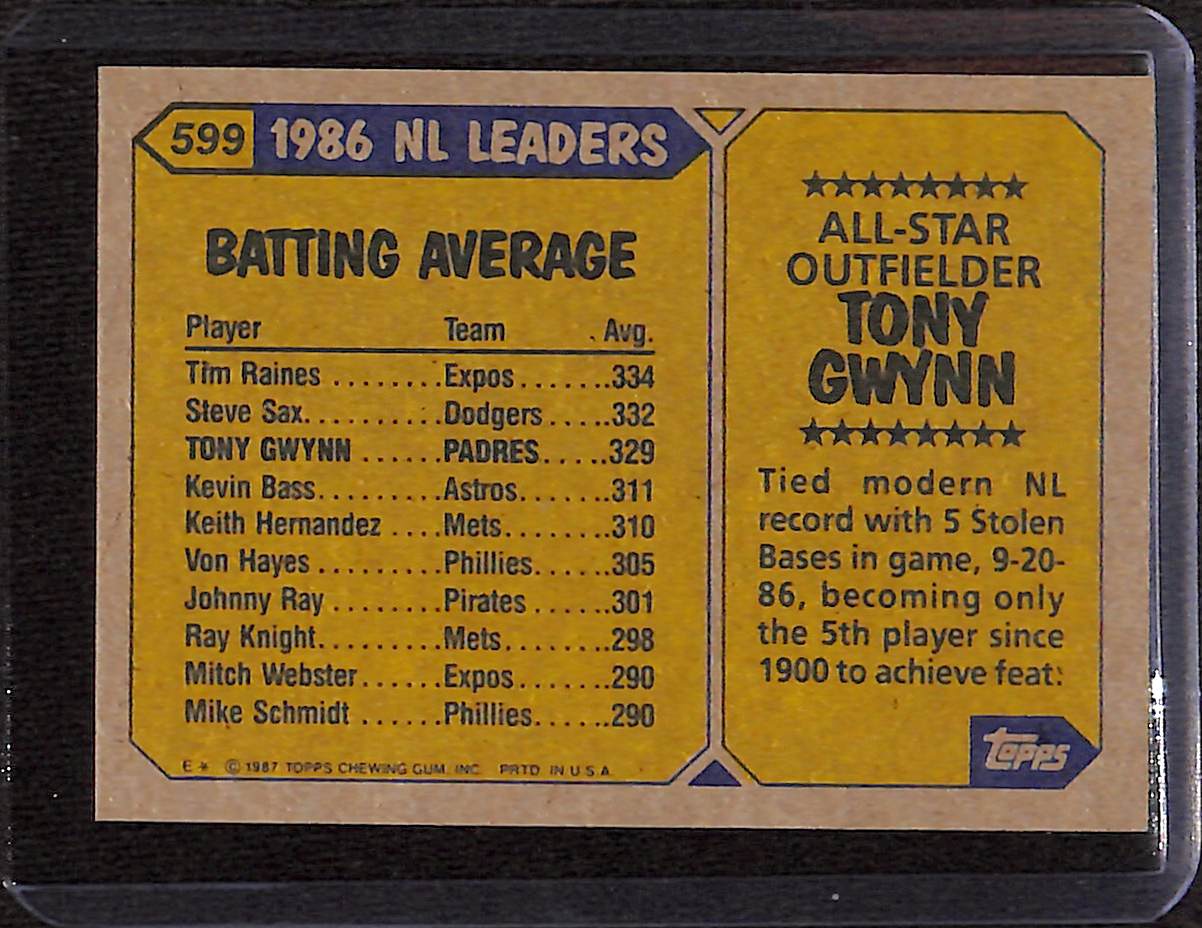 599 1986 NL LEADERS
BATTING AVERAGE
Player Team Avg.
Tim Raines ........Expos.......334
Steve Sax..........Dodgers.....332
TONY GWYNN ......PADRES.....329
Kevin Bass.........Astros.......311
Keith Hernandez ....Mets........310
Von Hayes .........Phillies......305
Johnny Ray ........Pirates ......301
Ray Knight.........Mets........298
Mitch Webster......Expos.......290
Mike Schmidt ......Phillies......290
E* © 1987 TOPPS CHEWING GUM, INC. PRTD. IN U.S.A.
★★★★★★★★
ALL-STAR
OUTFIELDER
TONY
GWYNN
★★★★★★★★
Tied modern NL
record with 5 Stolen
Bases in game, 9-20-
86, becoming only
the 5th player since
1900 to achieve feat:
topps